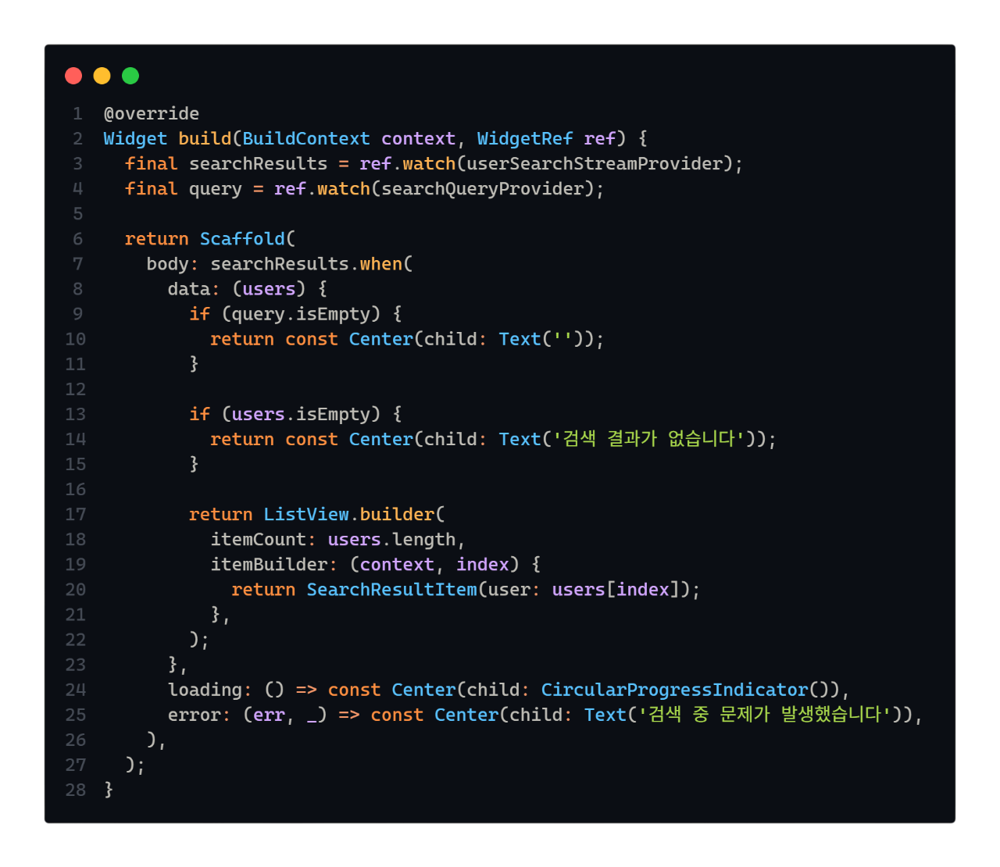 1 @override
2 Widget build(BuildContext context, WidgetRef ref) {
3   final searchResults = ref.watch(userSearchStreamProvider);
4   final query = ref.watch(searchQueryProvider);
5
6   return Scaffold(
7     body: searchResults.when(
8       data: (users) {
9         if (query.isEmpty) {
10           return const Center(child: Text(''));
11         }
12
13         if (users.isEmpty) {
14           return const Center(child: Text('검색 결과가 없습니다'));
15         }
16
17         return ListView.builder(
18           itemCount: users.length,
19           itemBuilder: (context, index) {
20             return SearchResultItem(user: users[index]);
21           },
22         );
23       },
24       loading: () => const Center(child: CircularProgressIndicator()),
25       error: (err, _) => const Center(child: Text('검색 중 문제가 발생했습니다')),
26     ),
27   );
28 }